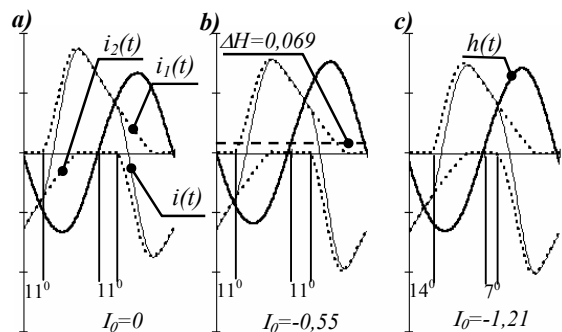 a) b) c)
i₂(t) i₁(t) ΔH=0,069 h(t)
i(t)
11⁰ 11⁰ 11⁰ 11⁰ 14⁰ 7⁰
I₀=0 I₀=-0,55 I₀=-1,21